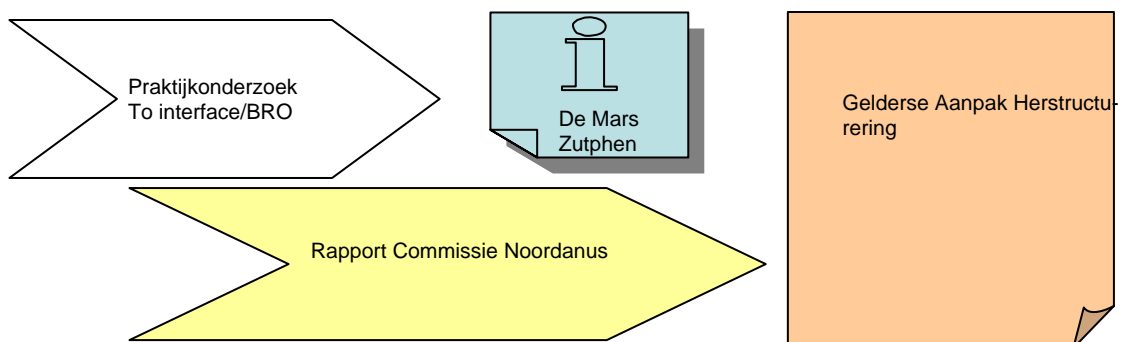 Praktijkonderzoek
To interface/BRO
i
De Mars
Zutphen
Gelderse Aanpak Herstructu-
rering
Rapport Commissie Noordanus